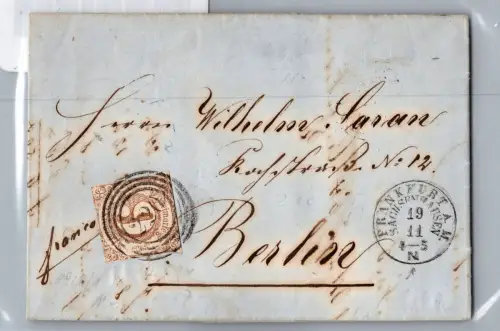 Herrn Wilhelm Saran
Kochstraße No 12.
Berlin
franco
FRANKFURT A. M.
SACHSENHAUSEN
19
11
4–5
N